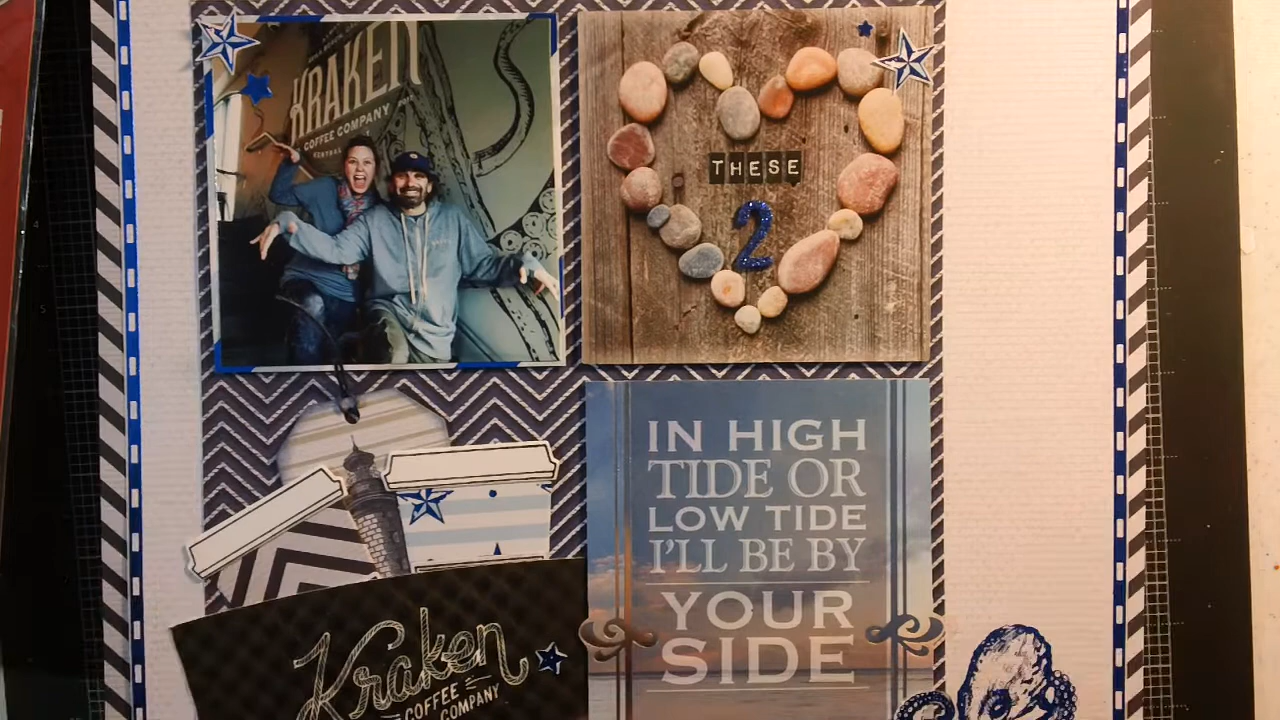 KRAKEN
COFFEE COMPANY
CENTRAL
THESE
2
IN HIGH
TIDE OR
LOW TIDE
I'LL BE BY
YOUR
SIDE
Kraken
COFFEE
COMPANY